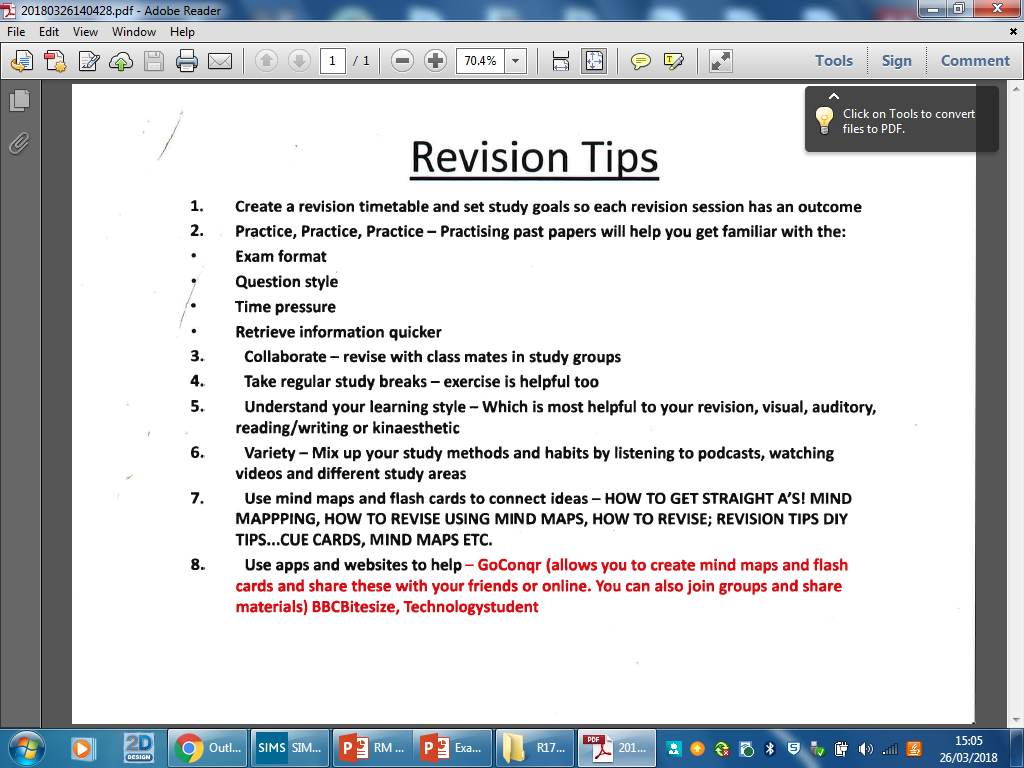 20180326140428.pdf - Adobe Reader
File Edit View Window Help
1 / 1 70.4% Tools Sign Comment
Click on Tools to convert
files to PDF.
Revision Tips
1. Create a revision timetable and set study goals so each revision session has an outcome
2. Practice, Practice, Practice – Practising past papers will help you get familiar with the:
• Exam format
• Question style
• Time pressure
• Retrieve information quicker
3. Collaborate – revise with class mates in study groups
4. Take regular study breaks – exercise is helpful too
5. Understand your learning style – Which is most helpful to your revision, visual, auditory,
reading/writing or kinaesthetic
6. Variety – Mix up your study methods and habits by listening to podcasts, watching
videos and different study areas
7. Use mind maps and flash cards to connect ideas – HOW TO GET STRAIGHT A'S! MIND
MAPPPING, HOW TO REVISE USING MIND MAPS, HOW TO REVISE; REVISION TIPS DIY
TIPS...CUE CARDS, MIND MAPS ETC.
8. Use apps and websites to help – GoConqr (allows you to create mind maps and flash
cards and share these with your friends or online. You can also join groups and share
materials) BBCBitesize, Technologystudent
2D DESIGN Outl... SIMS SIM... RM ... Exa... R17... PDF 201... 15:05
26/03/2018